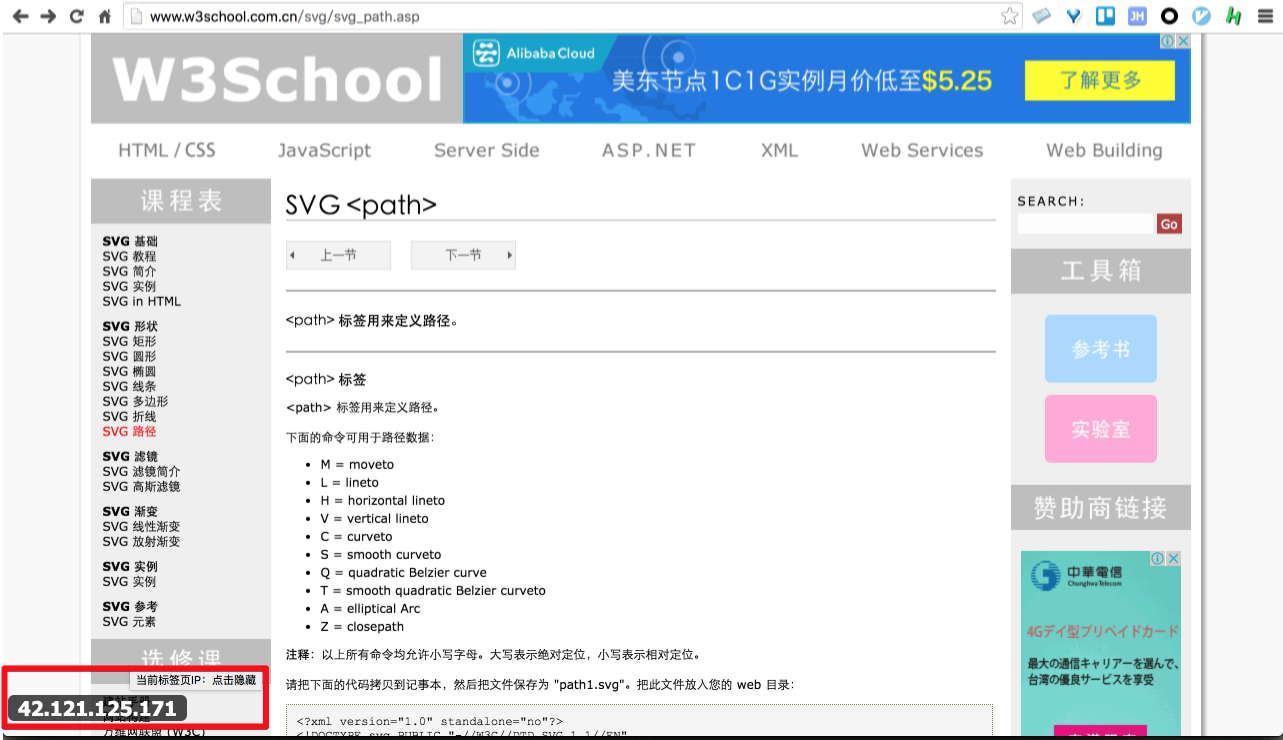 www.w3school.com.cn/svg/svg_path.asp
JH
W3School
Alibaba Cloud
美东节点1C1G实例月价低至$5.25
了解更多
HTML / CSS
JavaScript
Server Side
ASP.NET
XML
Web Services
Web Building
课程表
SVG 基础
SVG 教程
SVG 简介
SVG 实例
SVG in HTML
SVG 形状
SVG 矩形
SVG 圆形
SVG 椭圆
SVG 线条
SVG 多边形
SVG 折线
SVG 路径
SVG 滤镜
SVG 滤镜简介
SVG 高斯滤镜
SVG 渐变
SVG 线性渐变
SVG 放射渐变
SVG 实例
SVG 实例
SVG 参考
SVG 元素
选修课
当前标签页IP：点击隐藏
42.121.125.171
万维网联盟 (W3C)
SVG <path>
上一节
下一节
<path> 标签用来定义路径。
<path> 标签
<path> 标签用来定义路径。
下面的命令可用于路径数据：
M = moveto
L = lineto
H = horizontal lineto
V = vertical lineto
C = curveto
S = smooth curveto
Q = quadratic Belzier curve
T = smooth quadratic Belzier curveto
A = elliptical Arc
Z = closepath
注释：以上所有命令均允许小写字母。大写表示绝对定位，小写表示相对定位。
请把下面的代码拷贝到记事本，然后把文件保存为 "path1.svg"。把此文件放入您的 web 目录：
<?xml version="1.0" standalone="no"?>
<!DOCTYPE svg PUBLIC "-//W3C//DTD SVG 1.1//EN"
SEARCH:
Go
工具箱
参考书
实验室
赞助商链接
中華電信
Chunghwa Telecom
4Gデイ型プリペイドカード
最大の通信キャリアーを選んで、
台湾の優良サービスを享受